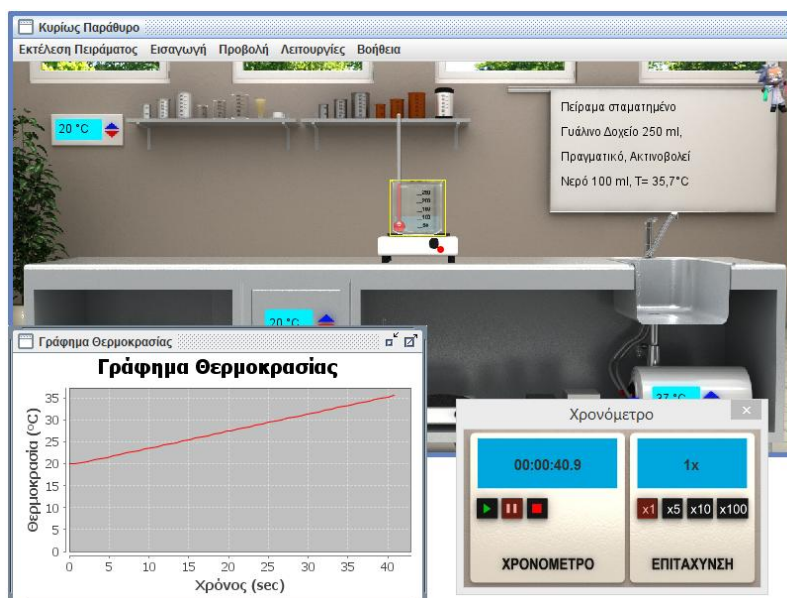 Κυρίως Παράθυρο
Εκτέλεση Πειράματος Εισαγωγή Προβολή Λειτουργίες Βοήθεια
20 °C
Πείραμα σταματημένο
Γυάλινο Δοχείο 250 ml,
Πραγματικό, Ακτινοβολεί
Νερό 100 ml, T= 35,7°C
20 °C
37 °C
Γράφημα Θερμοκρασίας
Γράφημα Θερμοκρασίας
Θερμοκρασία (°C)
35
30
25
20
15
10
5
0
0 5 10 15 20 25 30 35 40
Χρόνος (sec)
Χρονόμετρο
00:00:40.9
1x
x1 x5 x10 x100
ΧΡΟΝΟΜΕΤΡΟ
ΕΠΙΤΑΧΥΝΣΗ